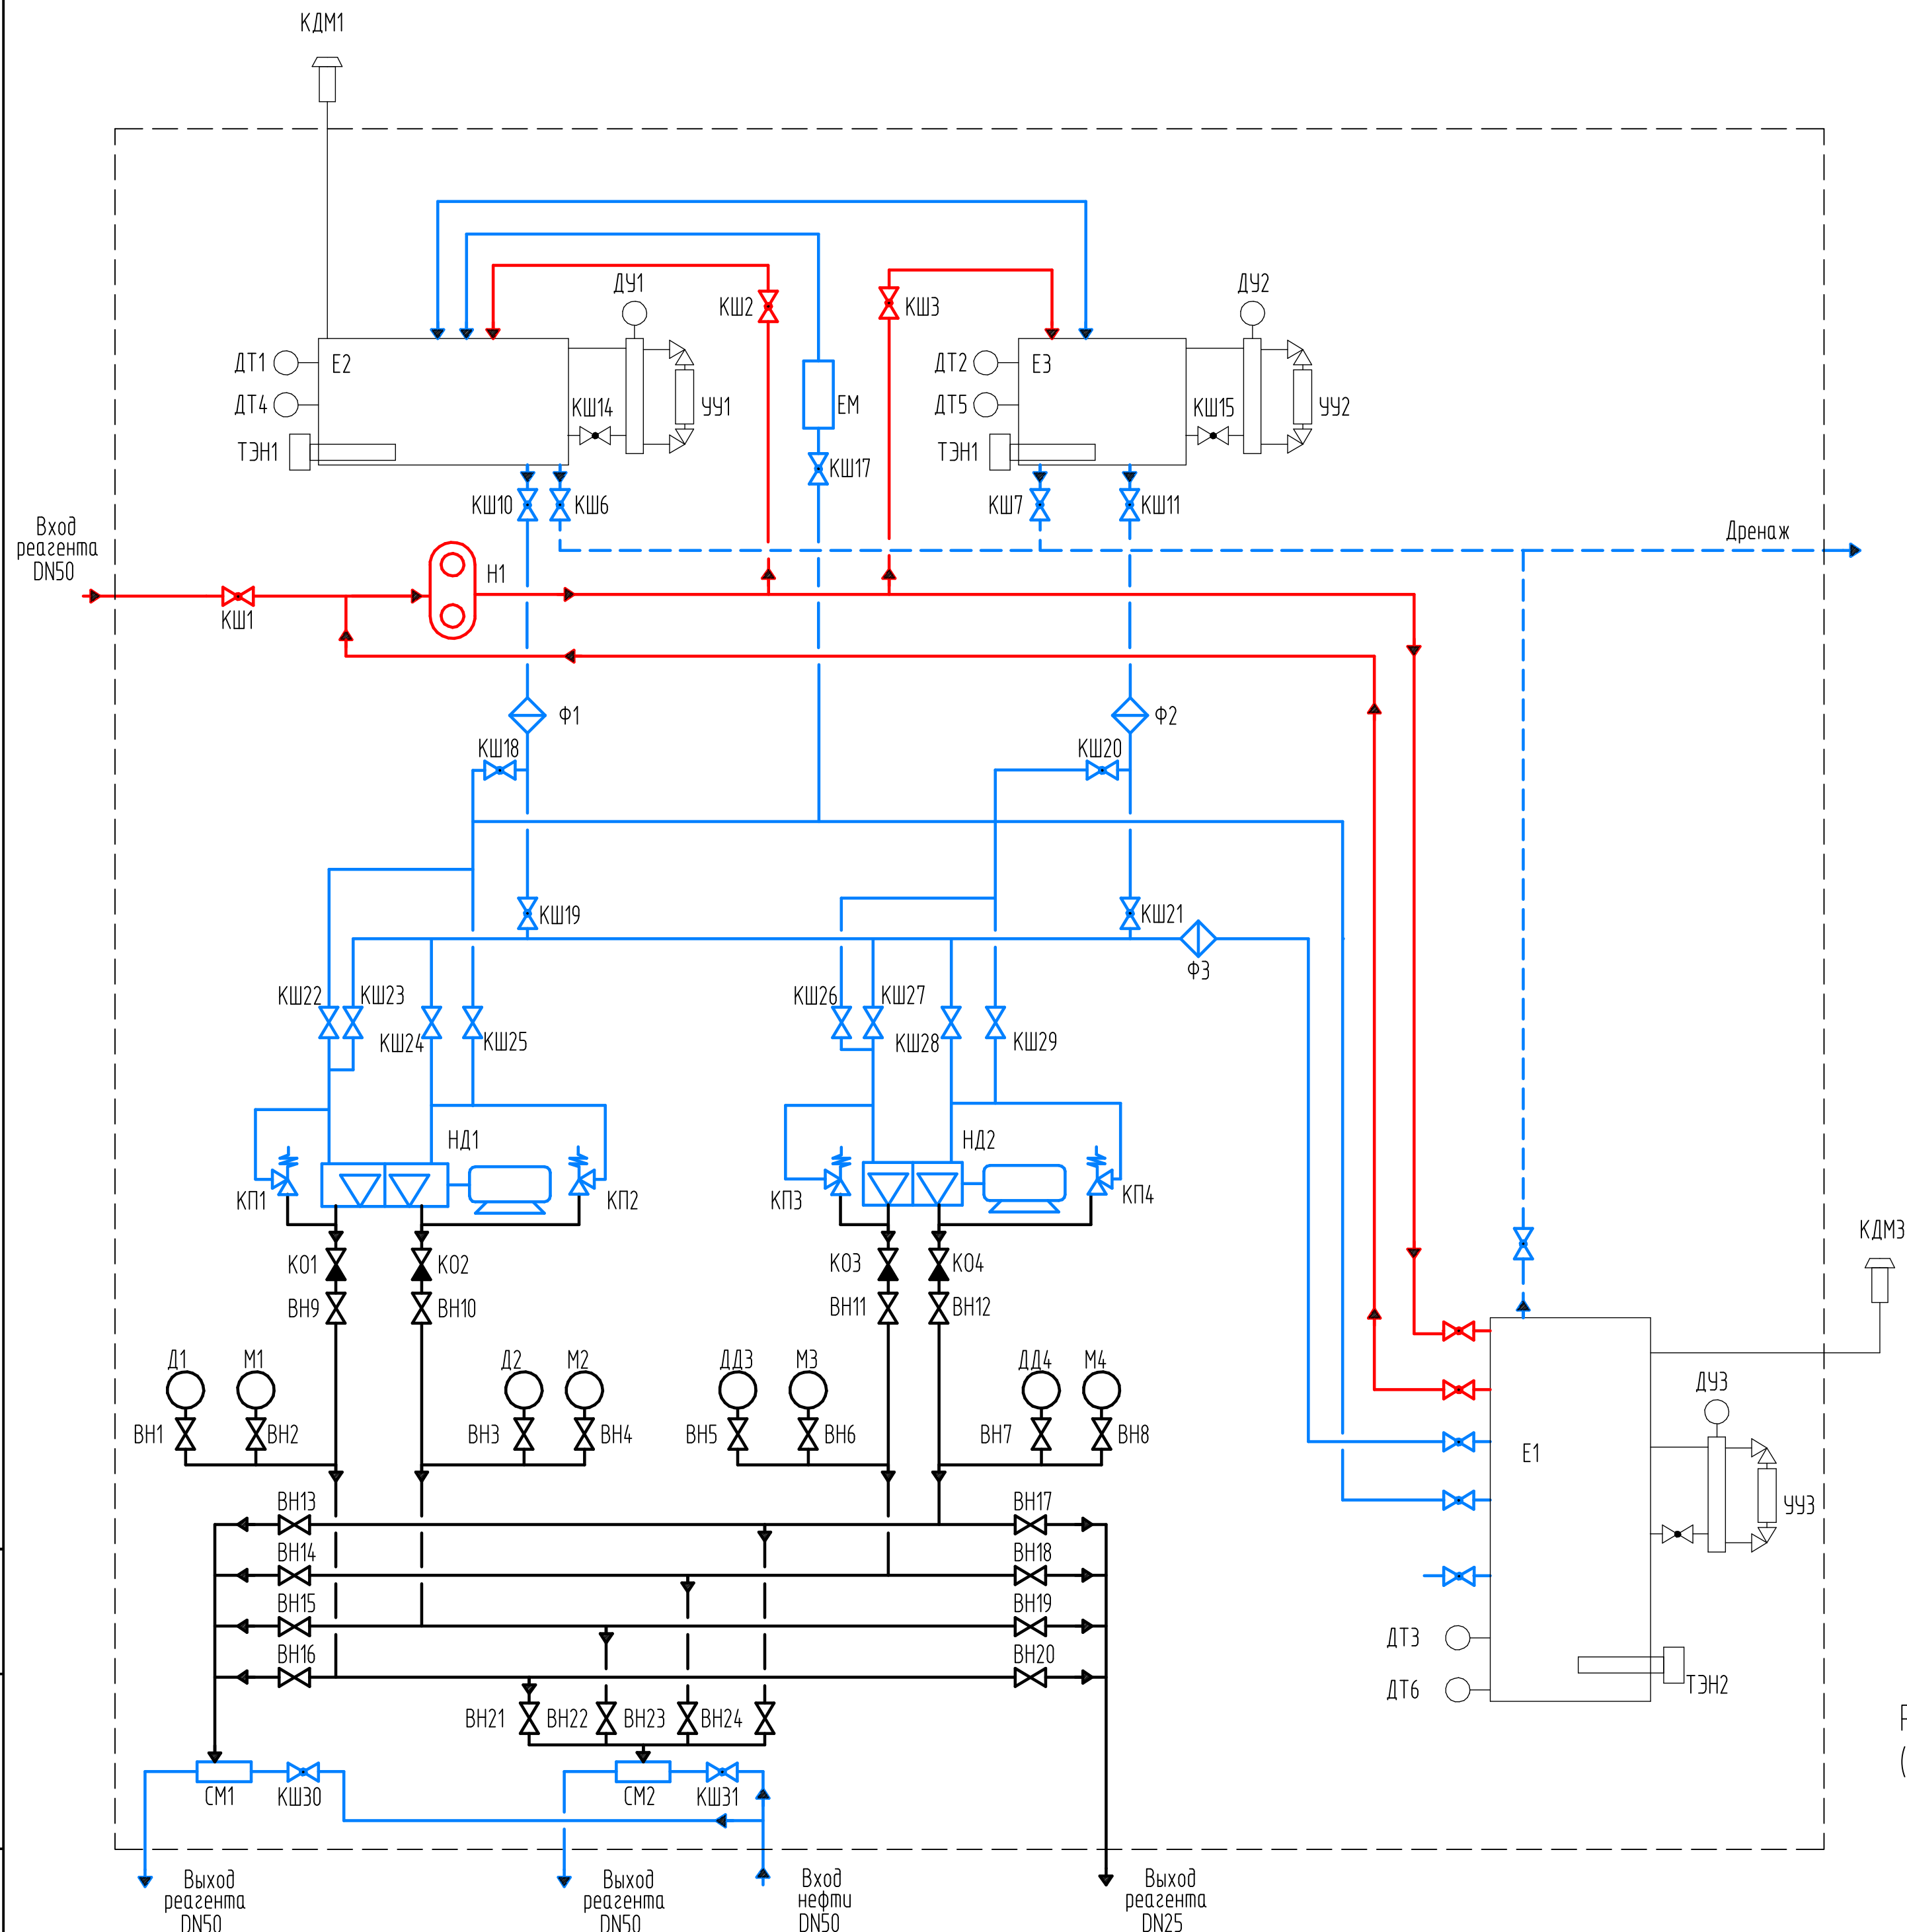 КДМ1
ДУ1
ДУ2
КШ2
КШ3
ДТ1
Е2
ДТ2
Е3
ДТ4
КШ14
УУ1
ЕМ
ДТ5
КШ15
УУ2
ТЭН1
КШ17
ТЭН1
КШ10
КШ6
КШ7
КШ11
Вход
реагента
DN50
Дренаж
Н1
КШ1
Ф1
Ф2
КШ18
КШ20
КШ19
КШ21
Ф3
КШ22
КШ23
КШ26
КШ27
КШ24
КШ25
КШ28
КШ29
НД1
НД2
КП1
КП2
КП3
КП4
КДМ3
КО1
КО2
КО3
КО4
ВН9
ВН10
ВН11
ВН12
Д1
М1
Д2
М2
ДД3
М3
ДД4
М4
ДУ3
ВН1
ВН2
ВН3
ВН4
ВН5
ВН6
ВН7
ВН8
Е1
ВН13
ВН17
УУ3
ВН14
ВН18
ВН15
ВН19
ДТ3
ВН16
ВН20
ДТ6
ТЭН2
ВН21
ВН22
ВН23
ВН24
СМ1
КШ30
СМ2
КШ31
Выход
реагента
DN50
Выход
реагента
DN50
Вход
нефти
DN50
Выход
реагента
DN25